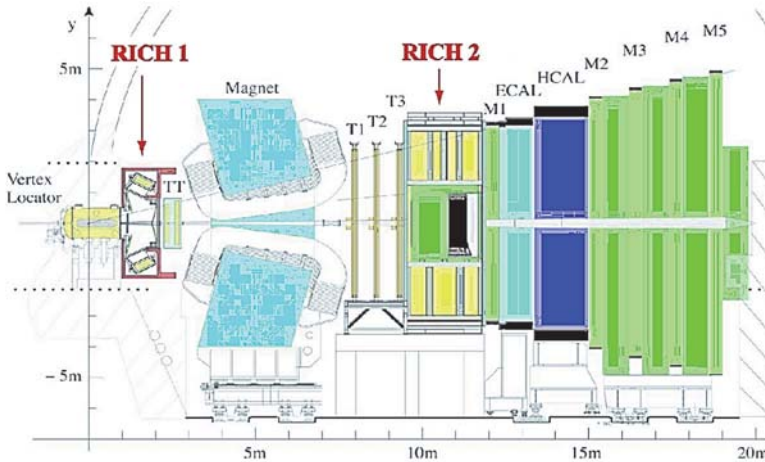 y
5m
RICH 1
Magnet
RICH 2
M5
M4
M3
M2
HCAL
ECAL
M1
T3
T2
T1
TT
Vertex
Locator
- 5m
5m
10m
15m
20m